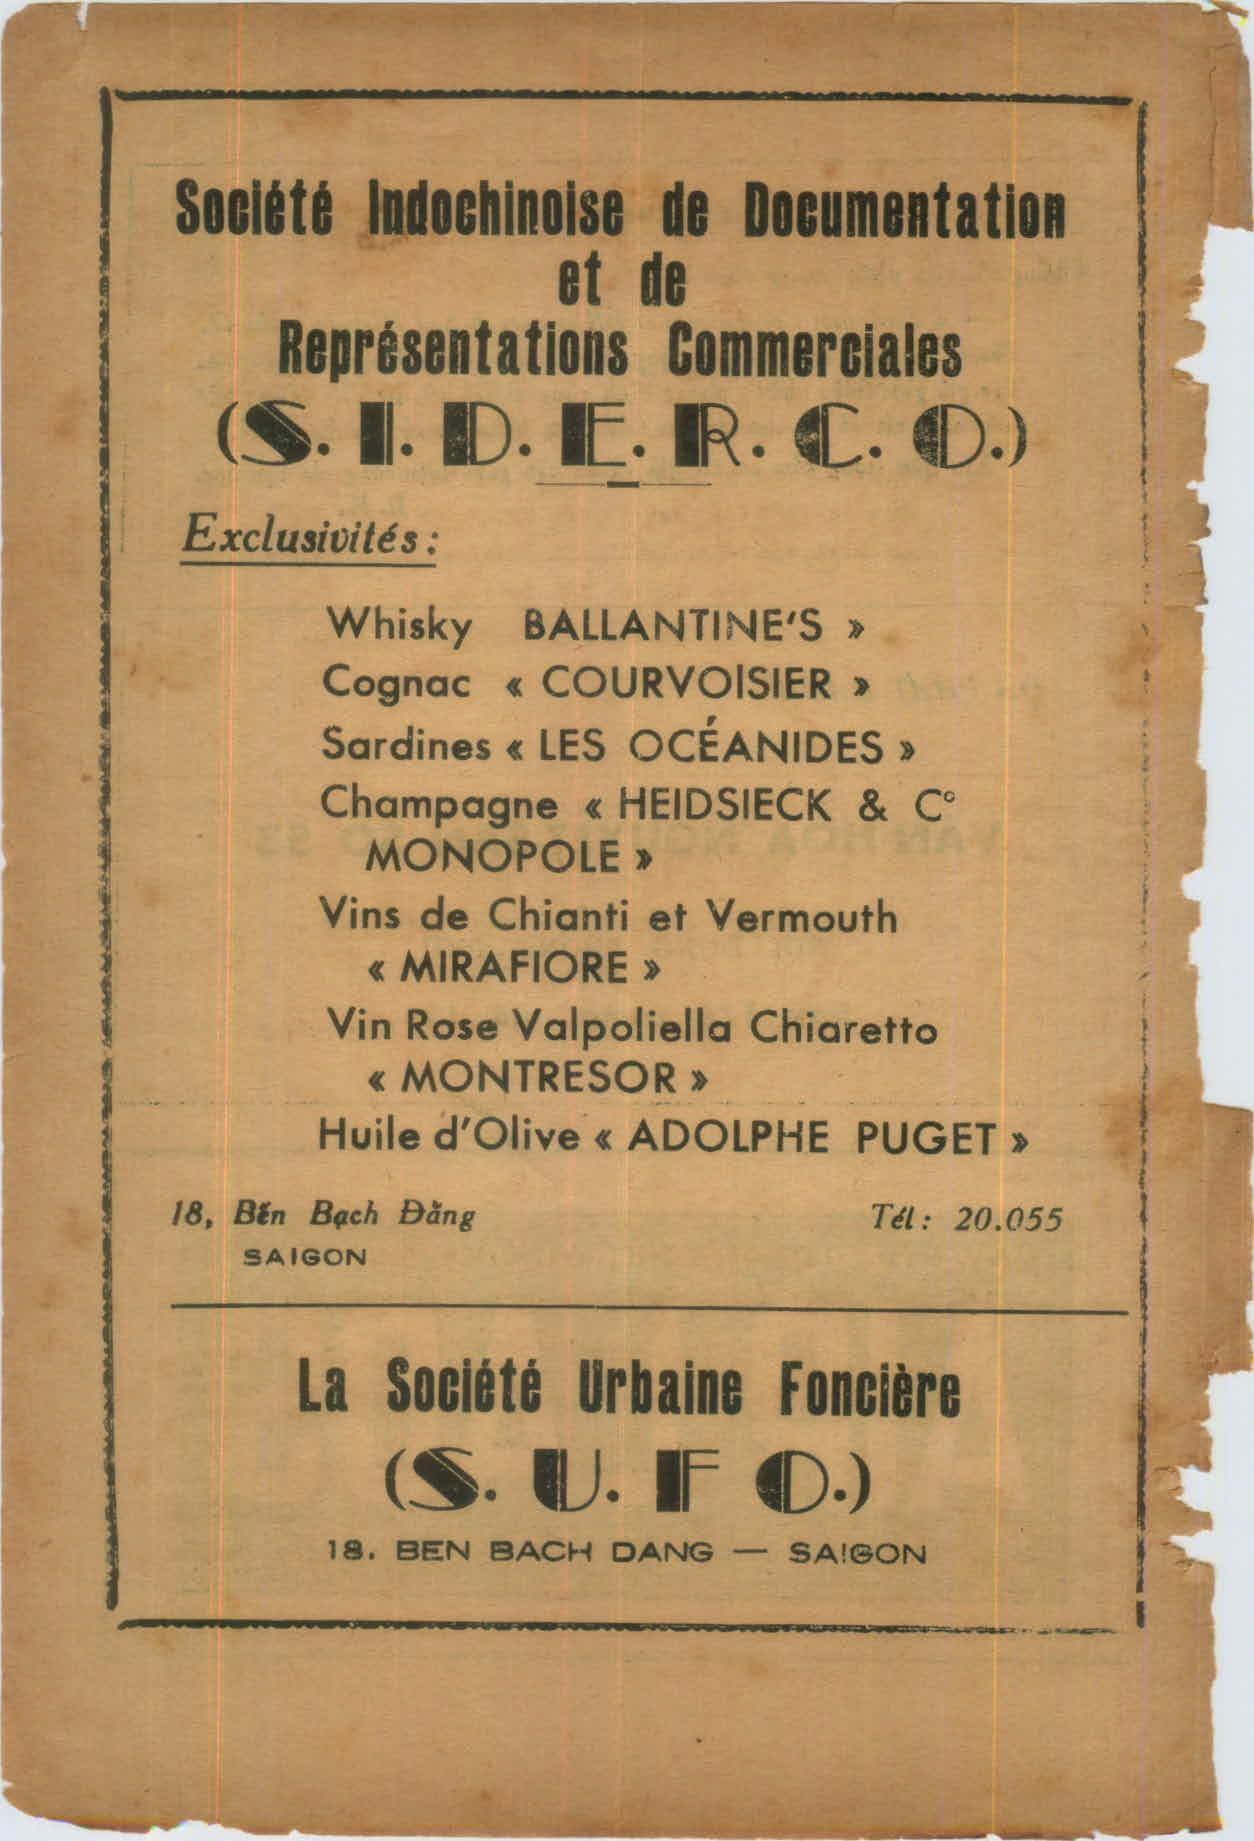 Société Indochinoise de Documentation
et de
Représentations Commerciales
(S. I. D. E. R. C. O.)
Exclusivités :
Whisky BALLANTINE'S »
Cognac « COURVOISIER »
Sardines « LES OCÉANIDES »
Champagne « HEIDSIECK & C°
MONOPOLE »
Vins de Chianti et Vermouth
« MIRAFIORE »
Vin Rose Valpoliella Chiaretto
« MONTRESOR »
Huile d'Olive « ADOLPHE PUGET »
18, Bến Bạch Đằng Tél : 20.055
SAIGON
La Société Urbaine Foncière
(S. U. F O.)
18. BEN BACH DANG — SAIGON